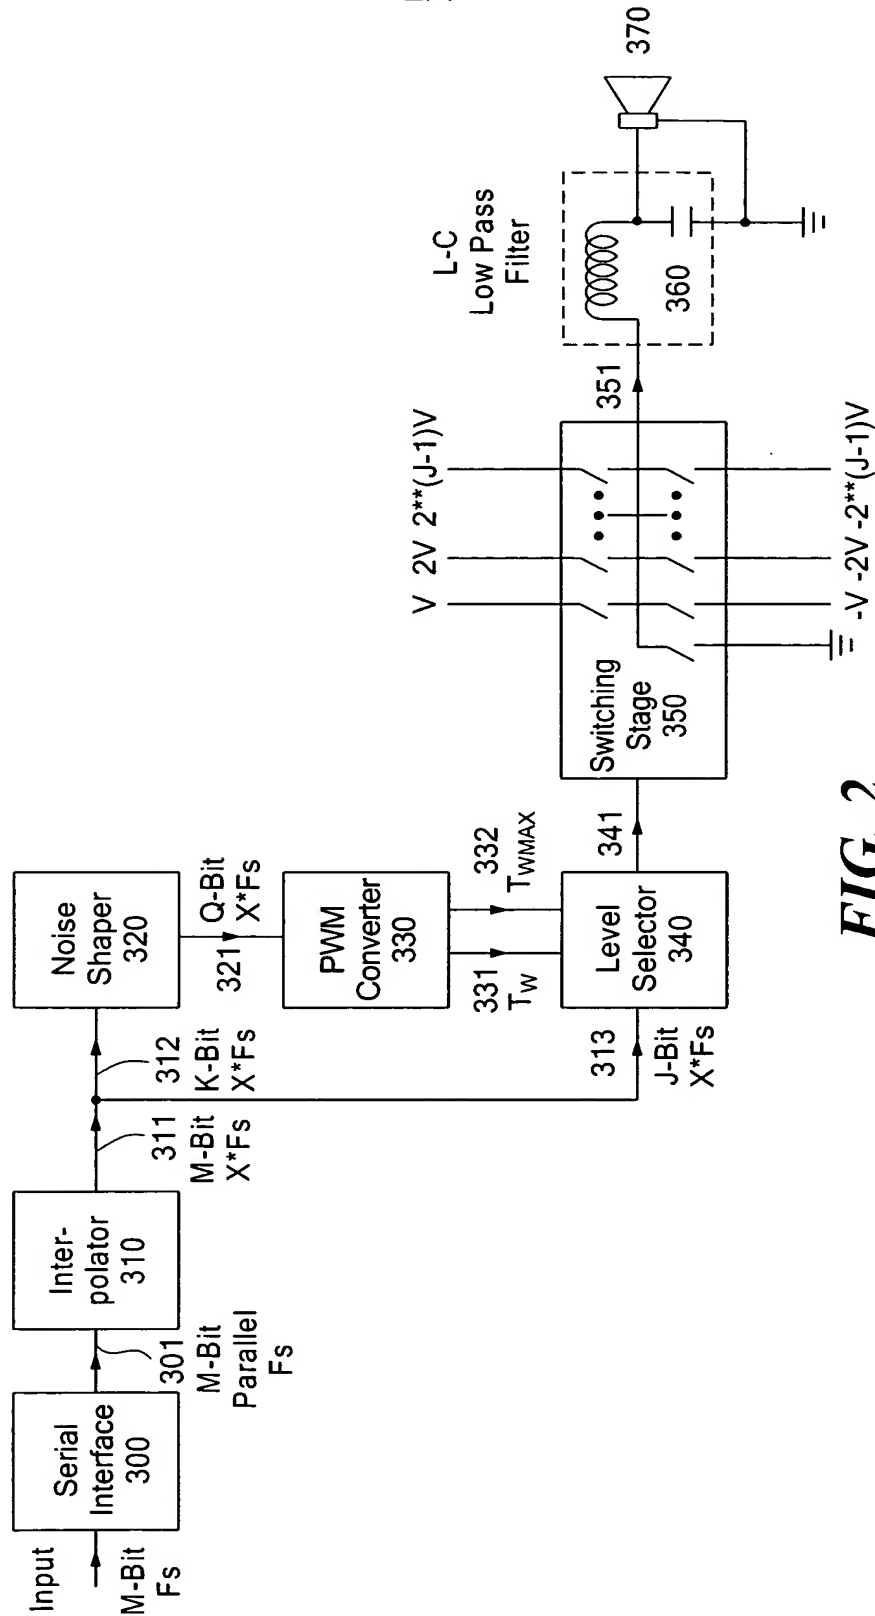 Input
M-Bit
Fs
Serial
Interface
300
301
M-Bit
Parallel
Fs
Inter-
polator
310
311
M-Bit
X*Fs
312
K-Bit
X*Fs
Noise
Shaper
320
321
Q-Bit
X*Fs
PWM
Converter
330
331
TW
332
TWMAX
313
J-Bit
X*Fs
Level
Selector
340
341
Switching
Stage
350
V 2V 2**(J-1)V
-V -2V -2**(J-1)V
351
L-C
Low Pass
Filter
360
370
FIG. 2